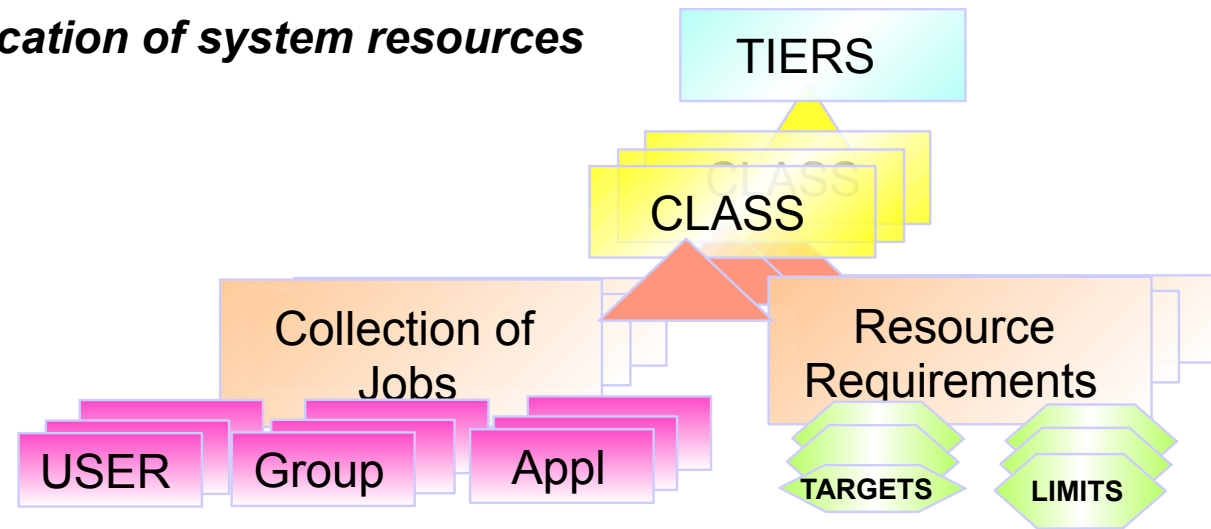 cation of system resources
TIERS
CLASS
CLASS
Collection of
Jobs
Resource
Requirements
USER
Group
Appl
TARGETS
LIMITS